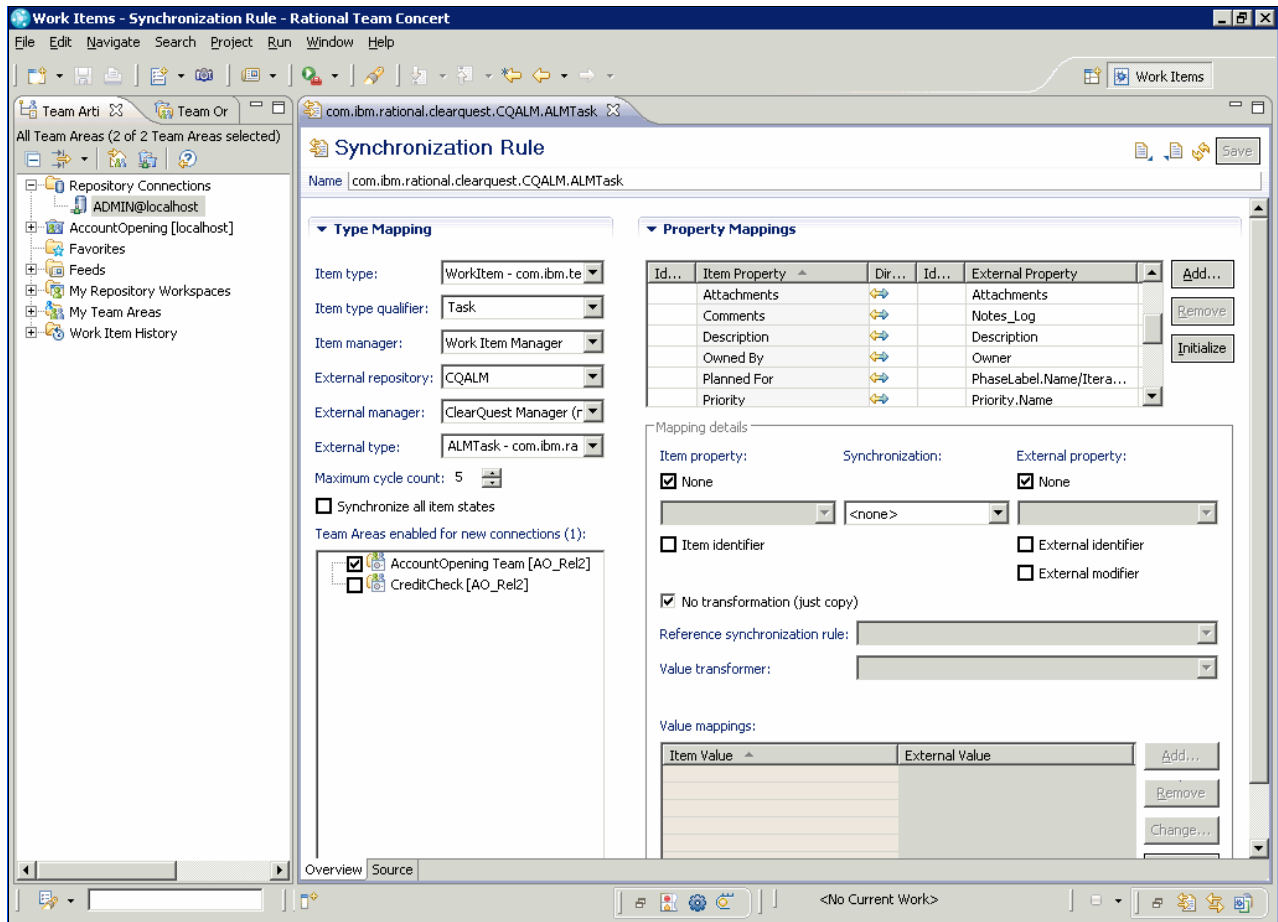 Work Items - Synchronization Rule - Rational Team Concert
File Edit Navigate Search Project Run Window Help
Work Items
Team Arti
Team Or
com.ibm.rational.clearquest.CQALM.ALMTask
All Team Areas (2 of 2 Team Areas selected)
Repository Connections
ADMIN@localhost
AccountOpening [localhost]
Favorites
Feeds
My Repository Workspaces
My Team Areas
Work Item History
Synchronization Rule
Save
Name com.ibm.rational.clearquest.CQALM.ALMTask
Type Mapping
Item type: WorkItem - com.ibm.te
Item type qualifier: Task
Item manager: Work Item Manager
External repository: CQALM
External manager: ClearQuest Manager (r
External type: ALMTask - com.ibm.ra
Maximum cycle count: 5
Synchronize all item states
Team Areas enabled for new connections (1):
AccountOpening Team [AO_Rel2]
CreditCheck [AO_Rel2]
Property Mappings
Id... Item Property Dir... Id... External Property
Attachments Attachments
Comments Notes_Log
Description Description
Owned By Owner
Planned For PhaseLabel.Name/Itera...
Priority Priority.Name
Add...
Remove
Initialize
Mapping details
Item property: Synchronization: External property:
None None
<none>
Item identifier External identifier
External modifier
No transformation (just copy)
Reference synchronization rule:
Value transformer:
Value mappings:
Item Value External Value
Add...
Remove
Change...
Overview Source
<No Current Work>